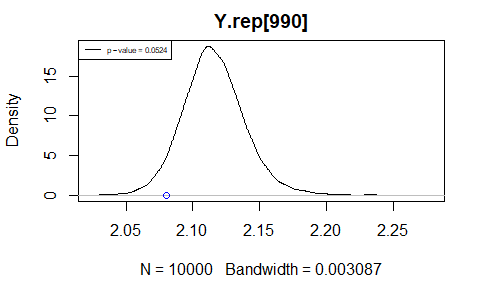 Y.rep[990]
p-value = 0.0524
Density
15
10
5
0
2.05 2.10 2.15 2.20 2.25
N = 10000 Bandwidth = 0.003087